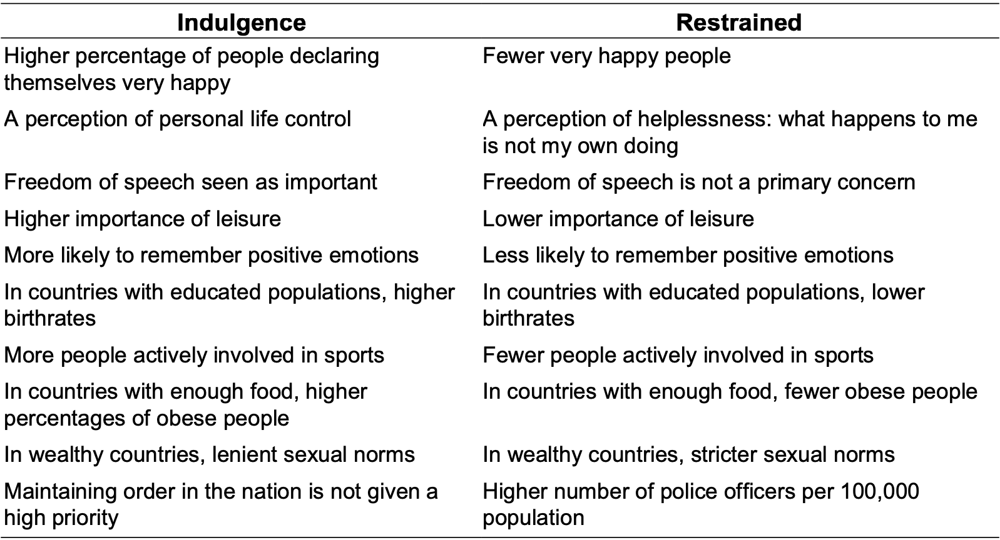 Indulgence Restrained
Higher percentage of people declaring Fewer very happy people
themselves very happy
A perception of personal life control A perception of helplessness: what happens to me
is not my own doing
Freedom of speech seen as important Freedom of speech is not a primary concern
Higher importance of leisure Lower importance of leisure
More likely to remember positive emotions Less likely to remember positive emotions
In countries with educated populations, higher In countries with educated populations, lower
birthrates birthrates
More people actively involved in sports Fewer people actively involved in sports
In countries with enough food, higher In countries with enough food, fewer obese people
percentages of obese people
In wealthy countries, lenient sexual norms In wealthy countries, stricter sexual norms
Maintaining order in the nation is not given a Higher number of police officers per 100,000
high priority population